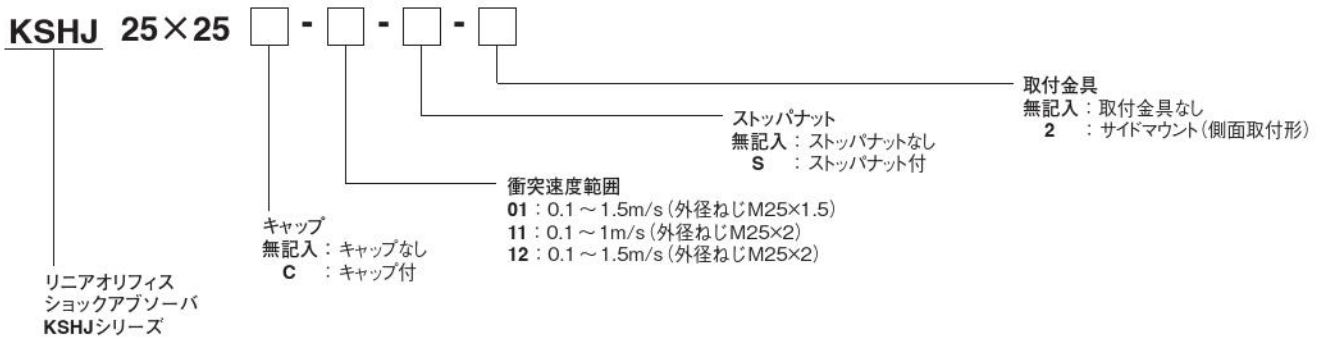 KSHJ 25×25 □ - □ - □ - □
取付金具
無記入：取付金具なし
2 ：サイドマウント（側面取付形）
ストッパナット
無記入：ストッパナットなし
S ：ストッパナット付
衝突速度範囲
01：0.1～1.5m/s（外径ねじM25×1.5）
11：0.1～1m/s（外径ねじM25×2）
12：0.1～1.5m/s（外径ねじM25×2）
キャップ
無記入：キャップなし
C ：キャップ付
リニアオリフィス
ショックアブソーバ
KSHJシリーズ